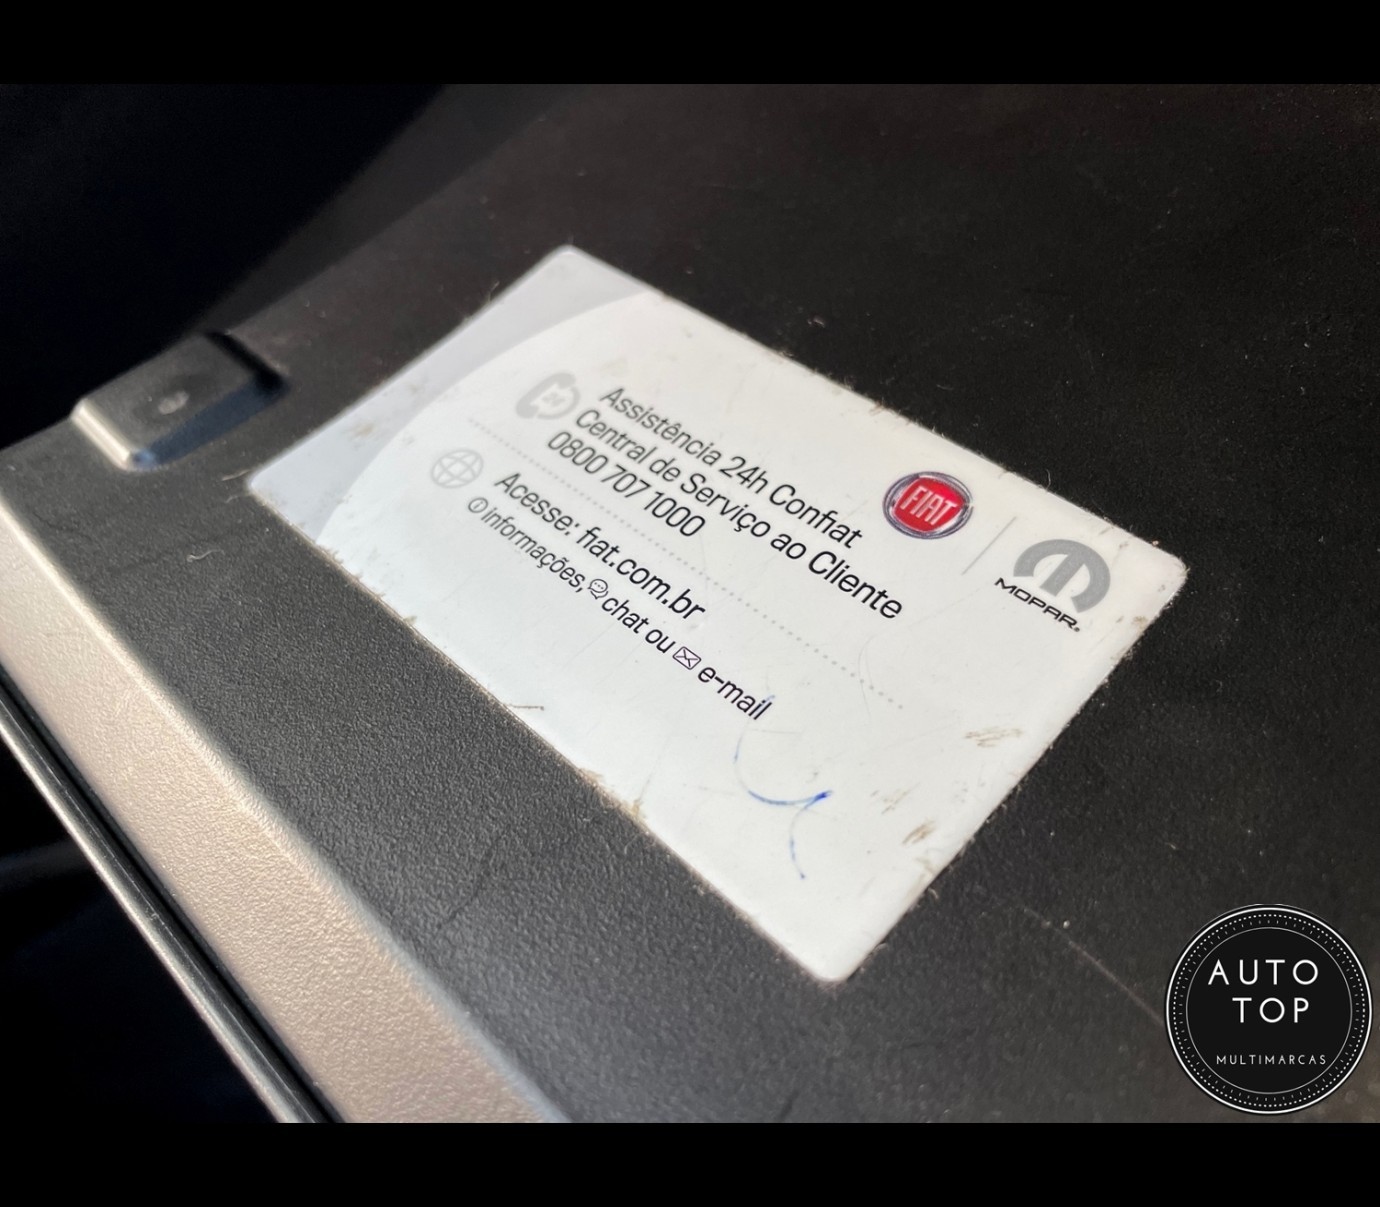 Assistência 24h Confiat
Central de Serviço ao Cliente
0800 707 1000
Acesse: fiat.com.br
informações, chat ou e-mail
FIAT
MOPAR®
AUTO
TOP
MULTIMARCAS